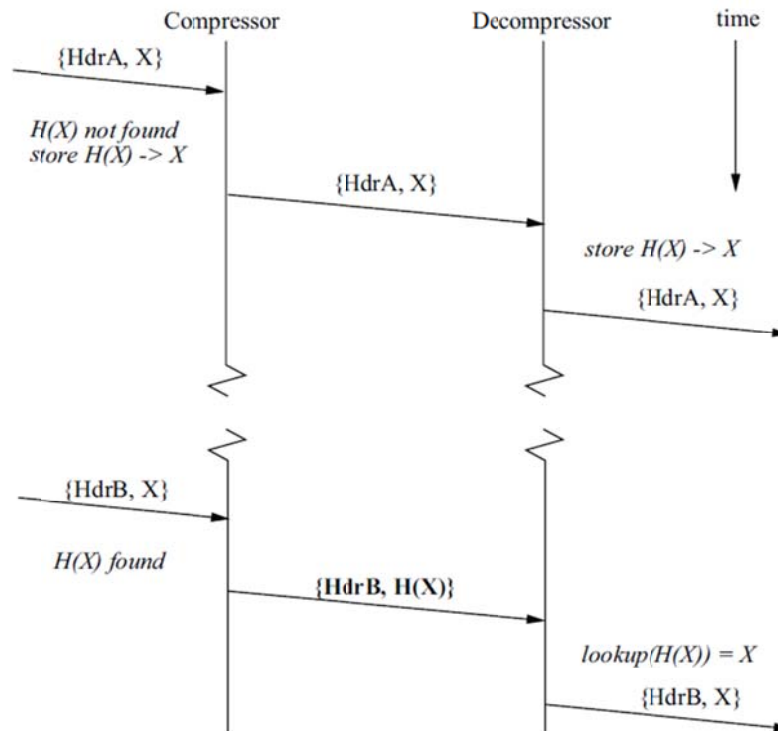 Compressor
Decompressor
time
{HdrA, X}
H(X) not found
store H(X) -> X
{HdrA, X}
store H(X) -> X
{HdrA, X}
{HdrB, X}
H(X) found
{HdrB, H(X)}
lookup(H(X)) = X
{HdrB, X}